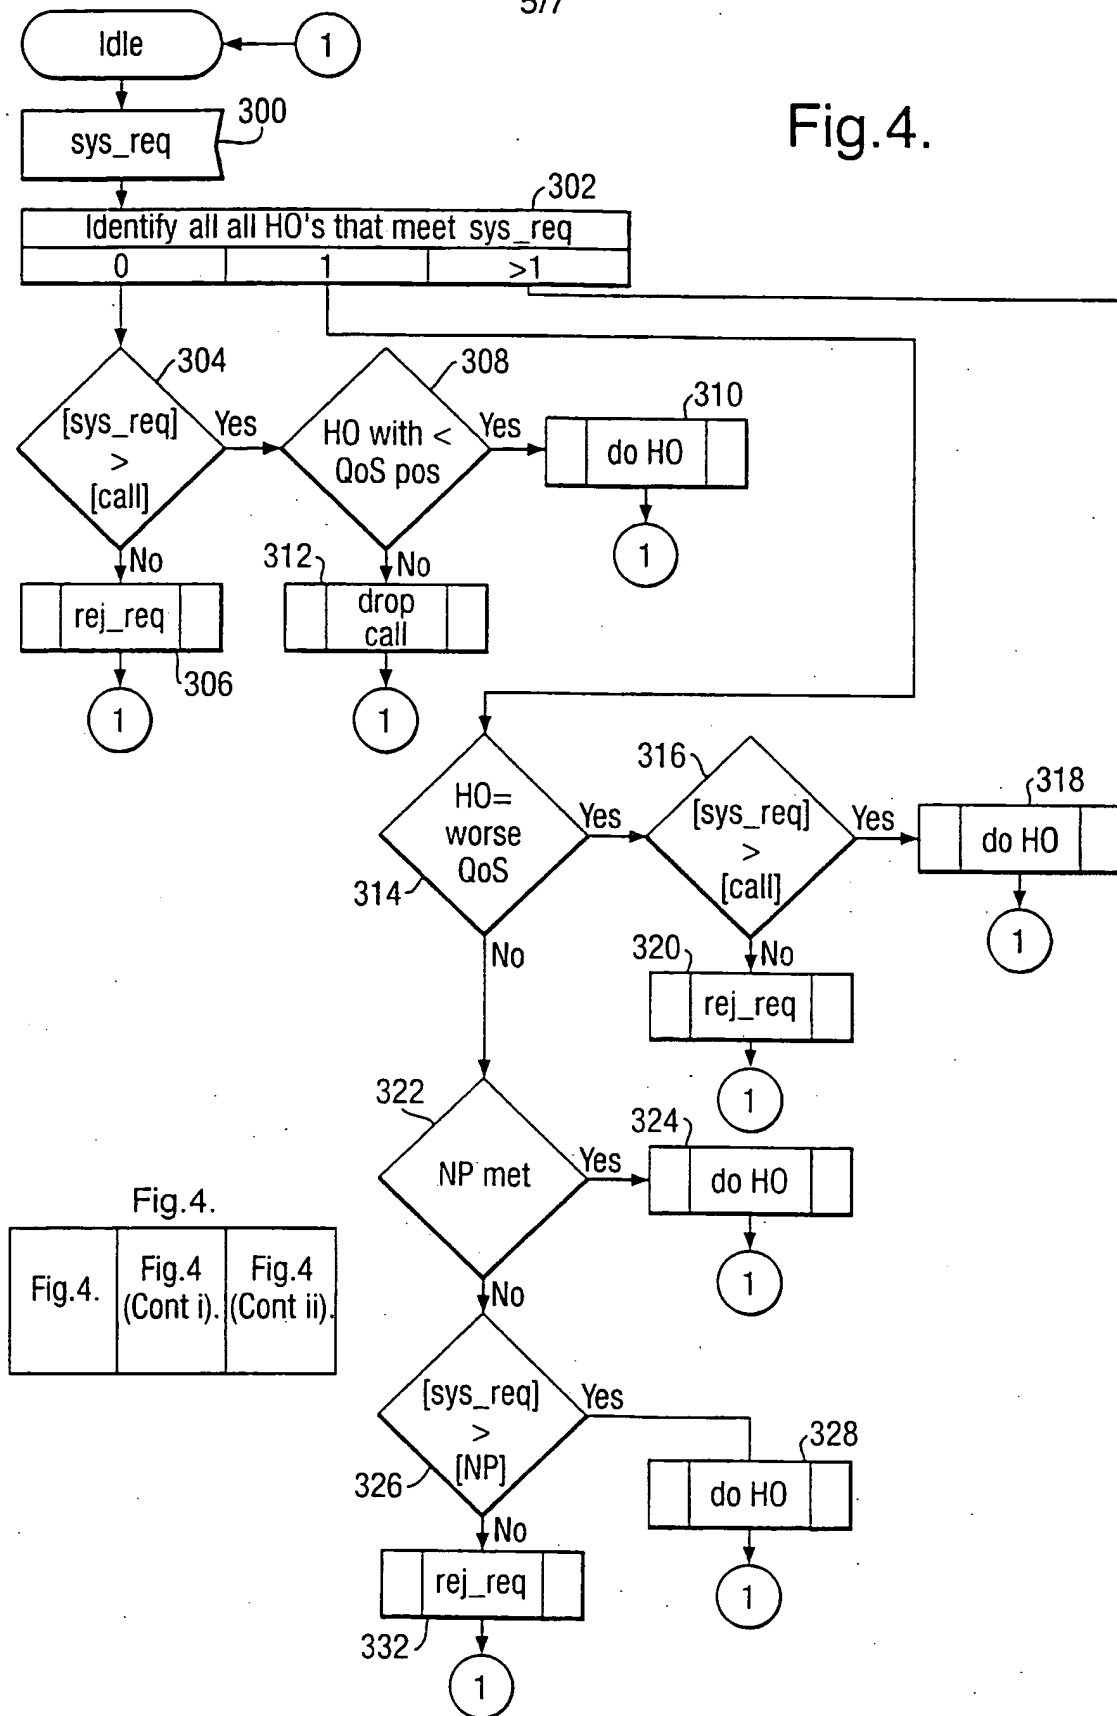 5/7
Idle
1
300
sys_req
Fig.4.
302
Identify all all HO's that meet sys_req
0
1
>1
304
308
310
[sys_req]
>
[call]
Yes
HO with <
QoS pos
Yes
do HO
1
No
312
No
rej_req
drop
call
306
1
1
316
318
HO=
worse
QoS
Yes
[sys_req]
>
[call]
Yes
do HO
314
1
No
320
No
rej_req
1
322
324
NP met
Yes
do HO
1
Fig.4.
Fig.4.
Fig.4
(Cont i).
Fig.4
(Cont ii).
No
[sys_req]
>
[NP]
Yes
328
326
do HO
No
1
rej_req
332
1